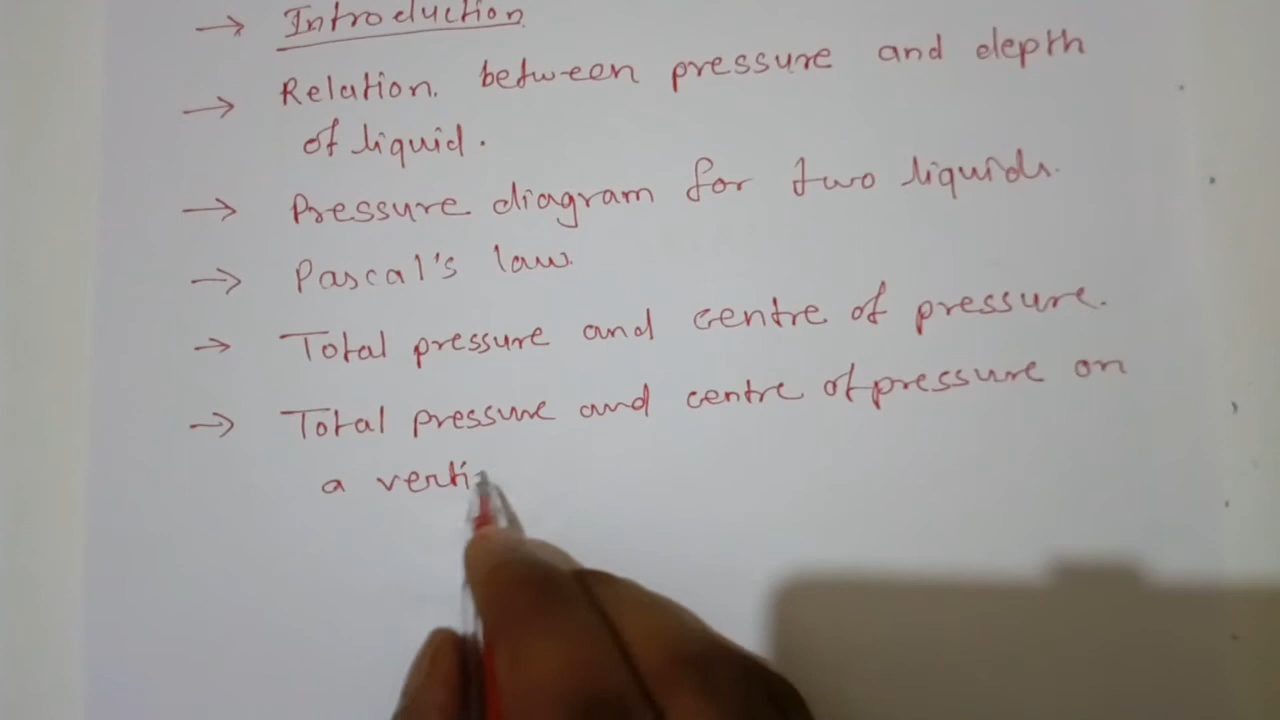 → Introduction
→ Relation. between pressure and depth
of liquid.
→ Pressure diagram for two liquids.
→ Pascal's law.
→ Total pressure and centre of pressure.
→ Total pressure and centre of pressure on
a verti